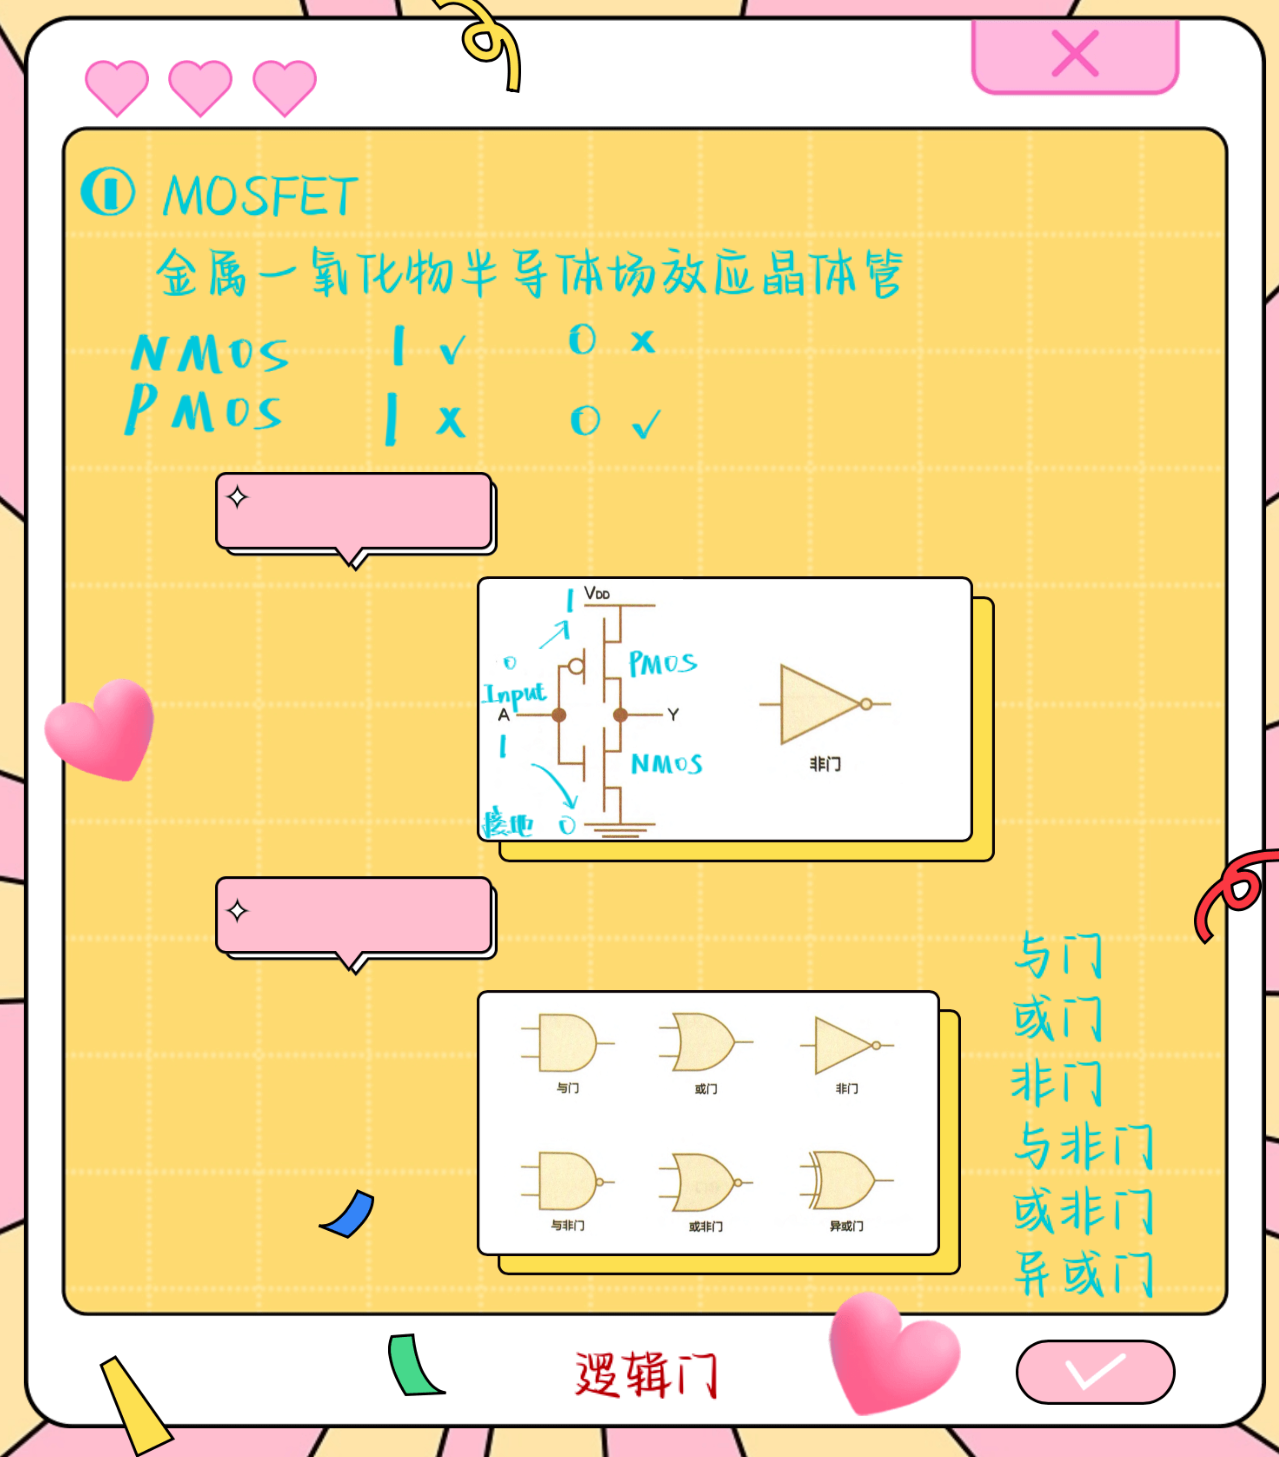 ① MOSFET
金属一氧化物半导体场效应晶体管
NMOS 1 ✓ 0 x
PMOS 1 x 0 ✓
1 VDD
0 PMOS
Input
A Y
1 NMOS
非门
接地 0
与门
或门
非门
与非门
或非门
异或门
与门 或门 非门
与非门 或非门 异或门
逻辑门